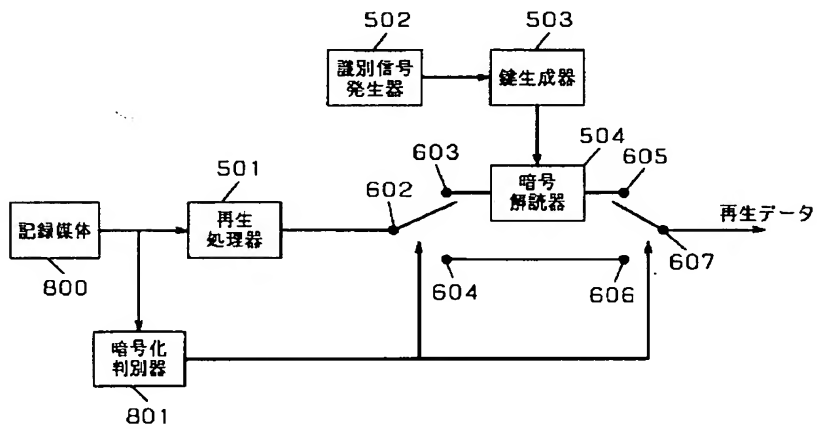 502
503
識別信号
発生器
鍵生成器
504
603
605
501
602
暗号
解読器
再生データ
記録媒体
再生
処理器
607
800
604
606
暗号化
判別器
801